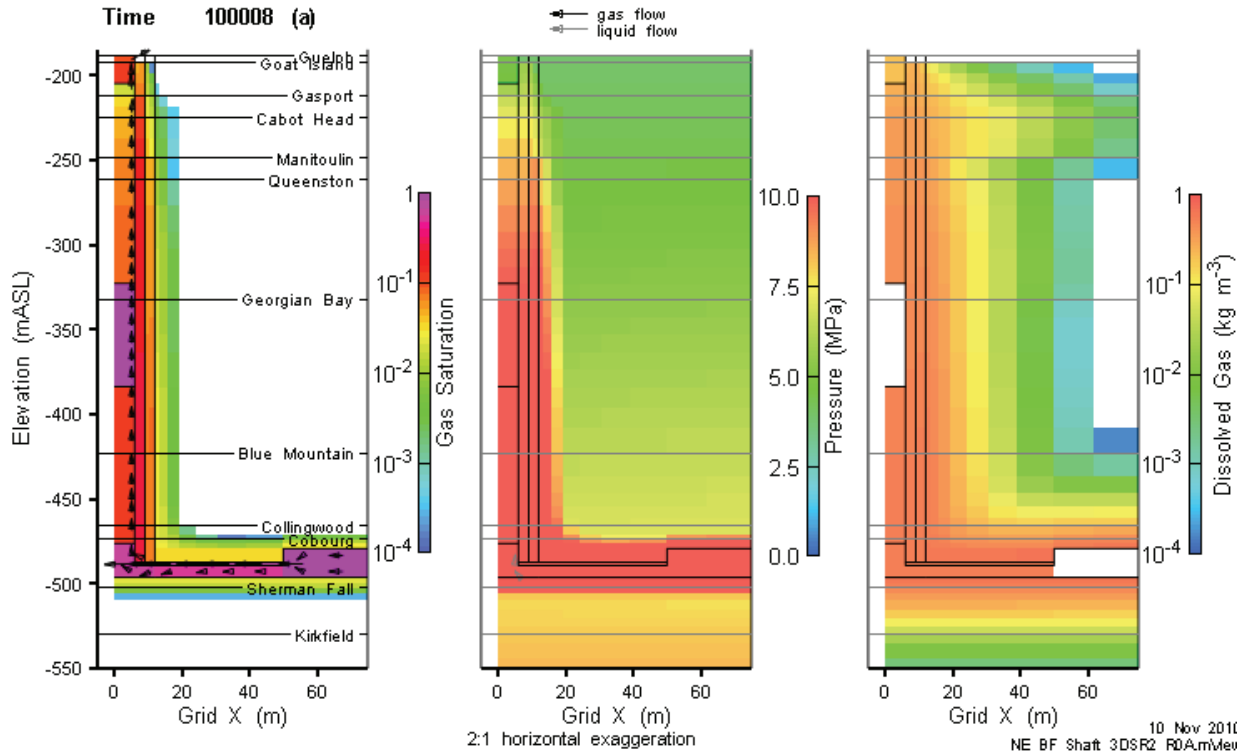 Time 100008 (a)
gas flow
liquid flow
Guelph
Goat Island
Gasport
Cabot Head
Manitoulin
Queenston
Georgian Bay
Blue Mountain
Collingwood
Cobourg
Sherman Fall
Kirkfield
-200
-250
-300
-350
-400
-450
-500
-550
Elevation (mASL)
0 20 40 60
Grid X (m)
1
10-1
10-2
10-3
10-4
Gas Saturation
0 20 40 60
Grid X (m)
2:1 horizontal exaggeration
10.0
7.5
5.0
2.5
0.0
Pressure (MPa)
0 20 40 60
Grid X (m)
1
10-1
10-2
10-3
10-4
Dissolved Gas (kg m-3)
10 Nov 2010
NE BF Shaft 3DSR2 R0A.mView